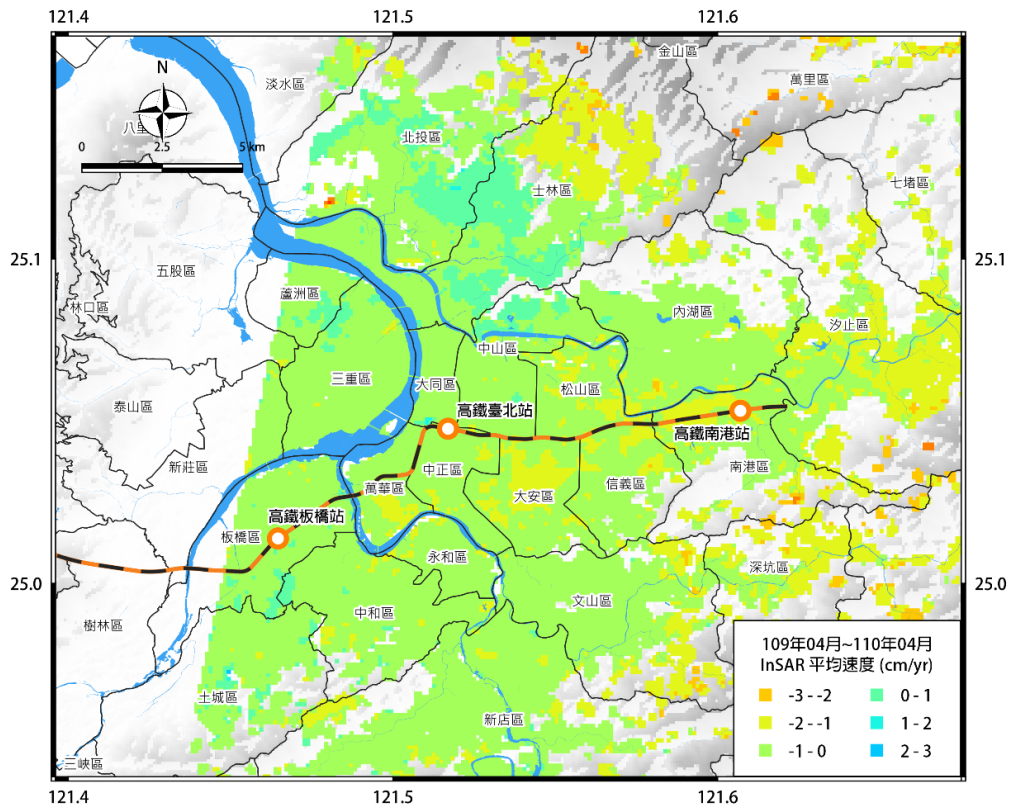 121.4
121.5
121.6
金山區
淡水區
萬里區
N
八里
北投區
0
2.5
5 km
七堵區
士林區
25.1
25.1
五股區
蘆洲區
林口區
內湖區
汐止區
中山區
三重區
大同區
松山區
泰山區
高鐵臺北站
高鐵南港站
新莊區
中正區
南港區
萬華區
信義區
大安區
高鐵板橋站
板橋區
永和區
深坑區
25.0
25.0
文山區
中和區
樹林區
土城區
新店區
三峽區
109年04月~110年04月
InSAR 平均速度 (cm/yr)
-3 - -2
0 - 1
-2 - -1
1 - 2
-1 - 0
2 - 3
121.4
121.5
121.6